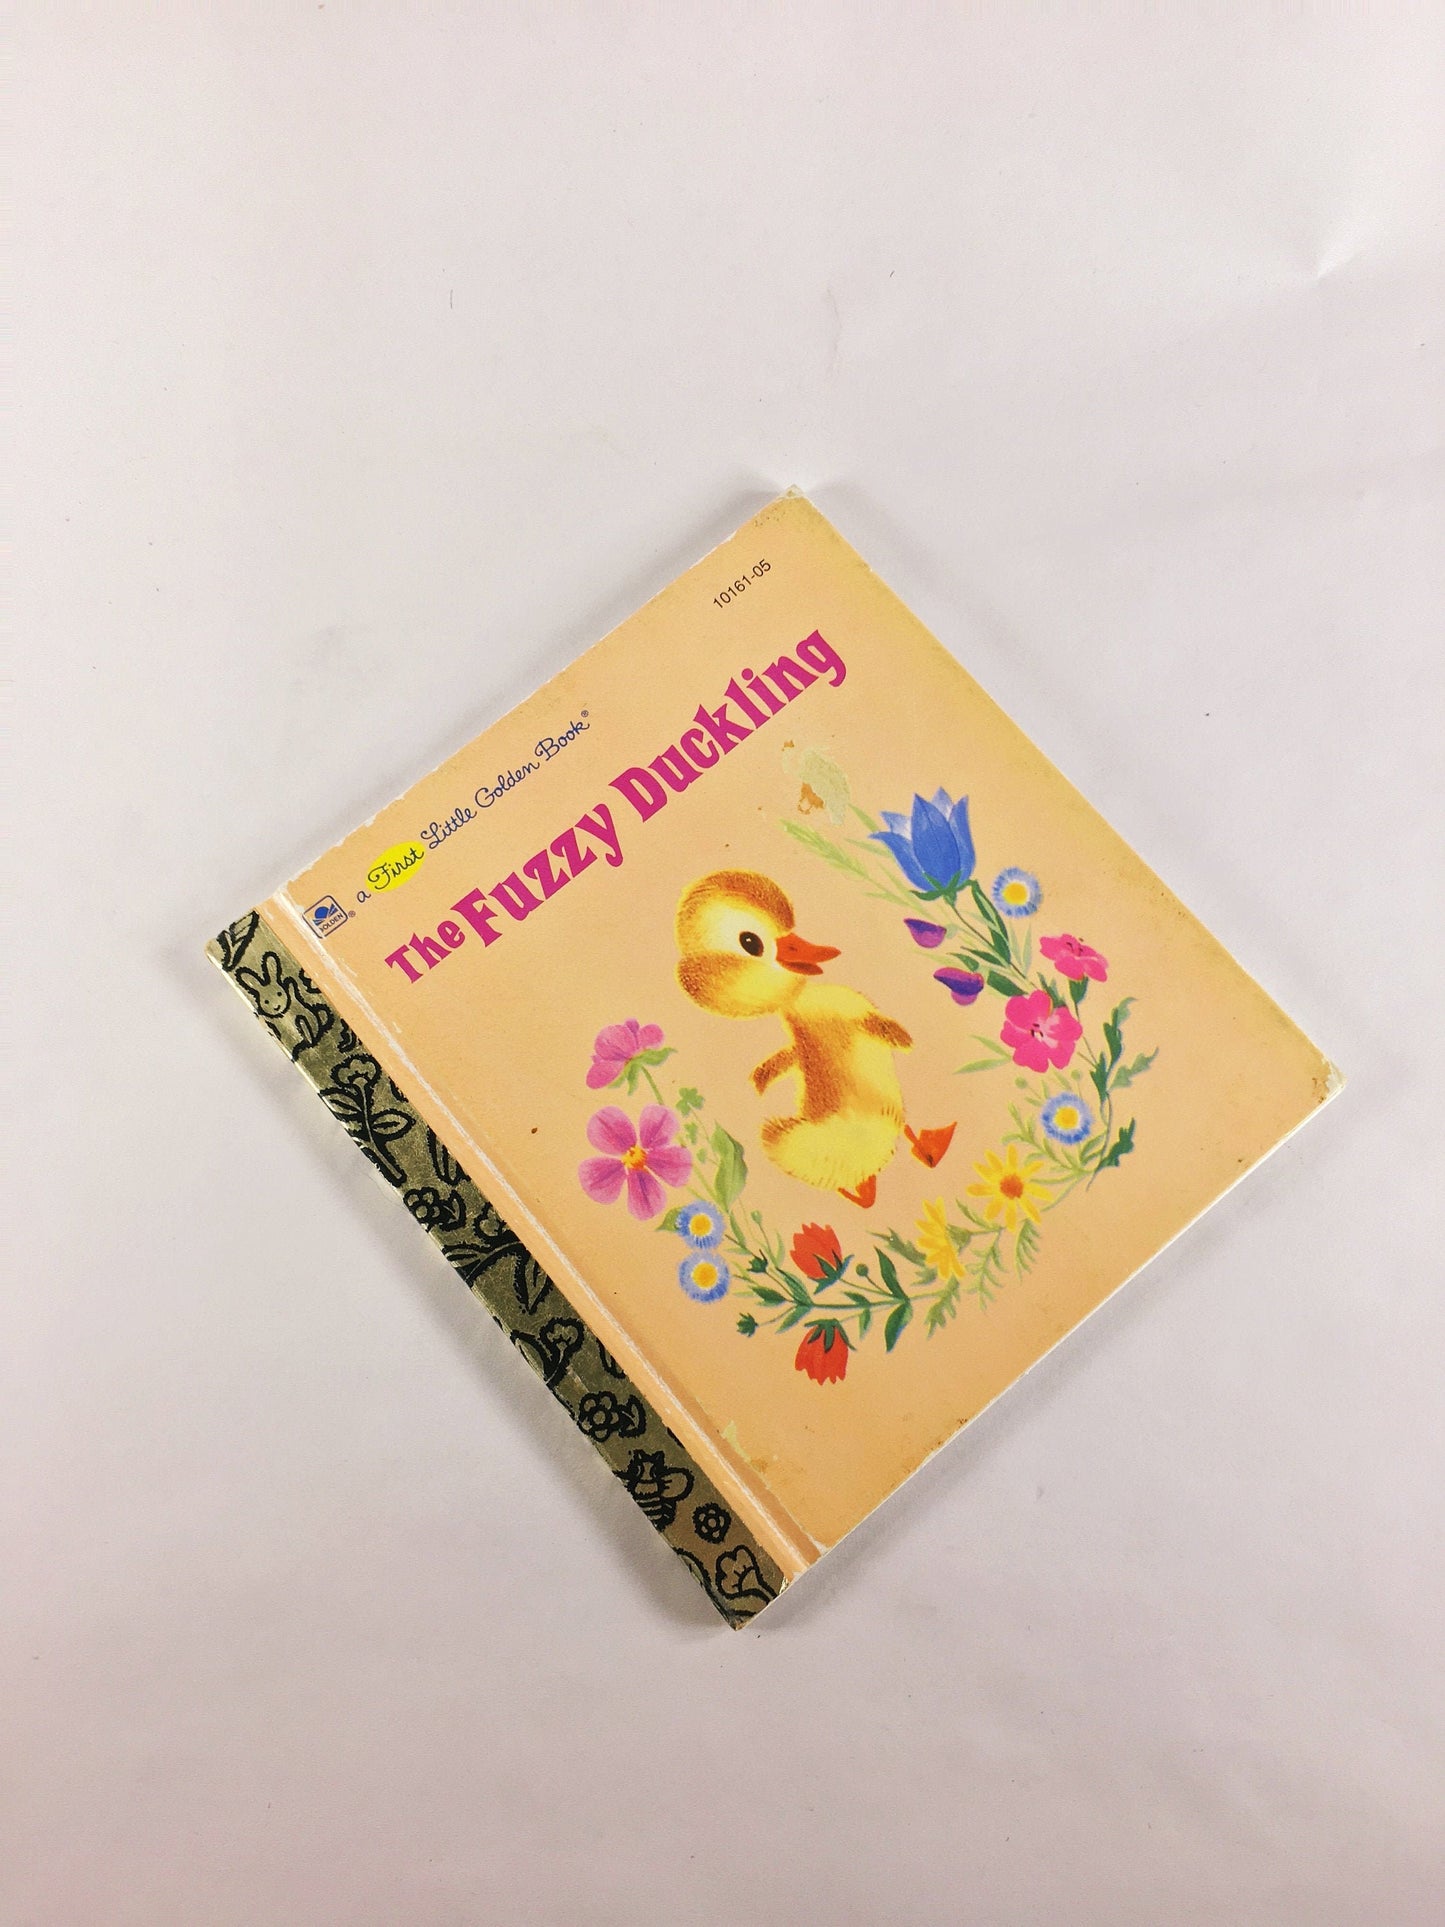 10161-05
a First Little Golden Book®
GOLDEN®
The Fuzzy Duckling